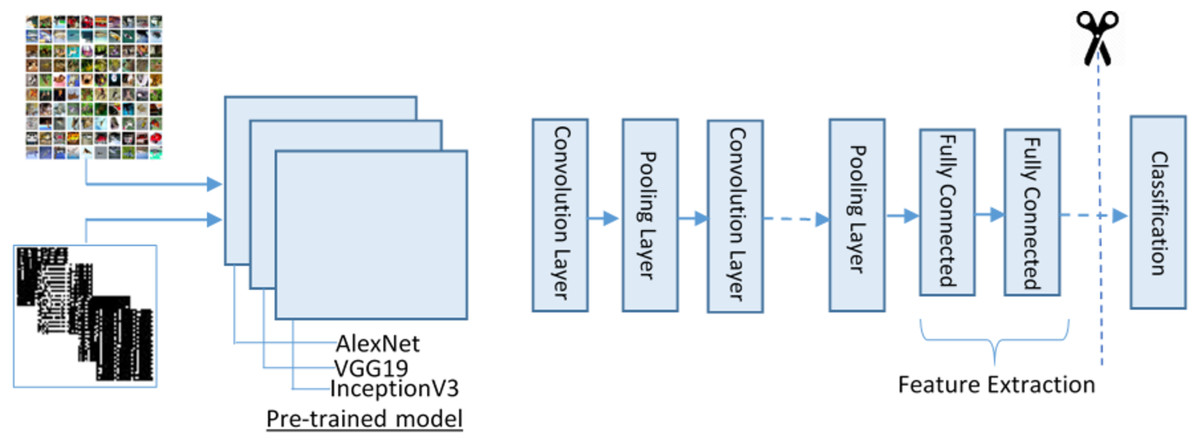 AlexNet
VGG19
InceptionV3
Pre-trained model
Convolution Layer
Pooling Layer
Convolution Layer
Pooling Layer
Fully Connected
Fully Connected
Classification
Feature Extraction